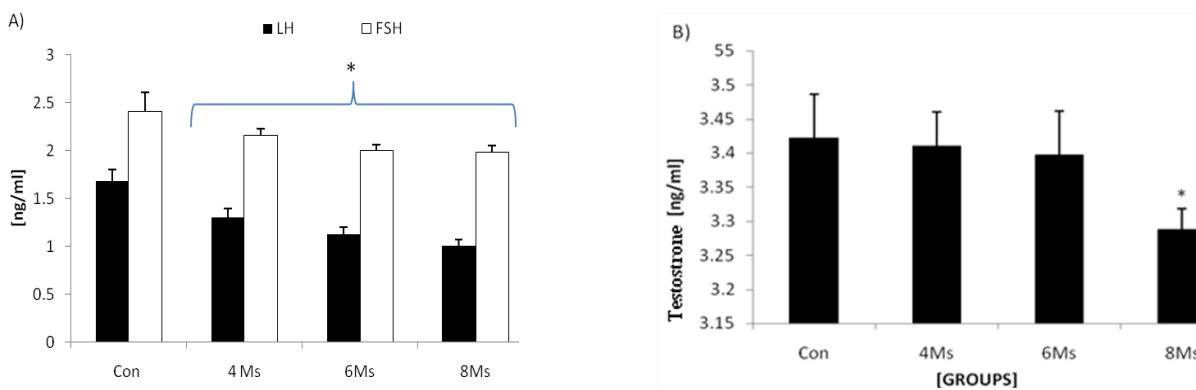 A)
LH FSH
*
3
2.5
2
1.5
1
0.5
0
[ng/ml]
Con 4 Ms 6Ms 8Ms
B)
55
3.5
3.45
3.4
3.35
3.3
3.25
3.2
3.15
Testostrone [ng/ml]
*
Con 4Ms 6Ms 8Ms
[GROUPS]